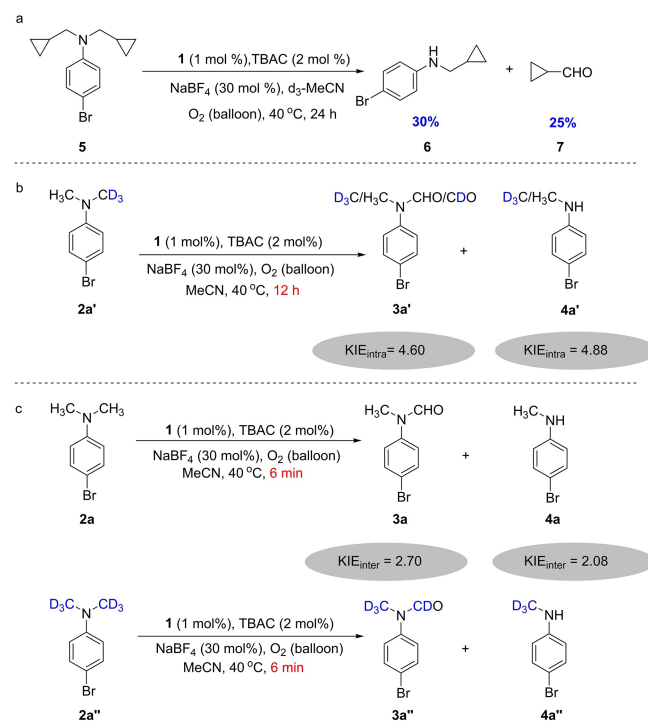 a
N
1 (1 mol %),TBAC (2 mol %)
NaBF4 (30 mol %), d3-MeCN
O2 (balloon), 40 oC, 24 h
Br
5
NH
Br
30%
6
+
CHO
25%
7
b
H3C N CD3
Br
2a'
1 (1 mol%), TBAC (2 mol%)
NaBF4 (30 mol%), O2 (balloon)
MeCN, 40 oC, 12 h
D3C/H3C N CHO/CDO
Br
3a'
+
D3C/H3C NH
Br
4a'
KIEintra= 4.60
KIEintra = 4.88
c
H3C N CH3
Br
2a
1 (1 mol%), TBAC (2 mol%)
NaBF4 (30 mol%), O2 (balloon)
MeCN, 40 oC, 6 min
H3C N CHO
Br
3a
+
H3C NH
Br
4a
KIEinter = 2.70
KIEinter = 2.08
D3C N CD3
Br
2a''
1 (1 mol%), TBAC (2 mol%)
NaBF4 (30 mol%), O2 (balloon)
MeCN, 40 oC, 6 min
D3C N CDO
Br
3a''
+
D3C NH
Br
4a''